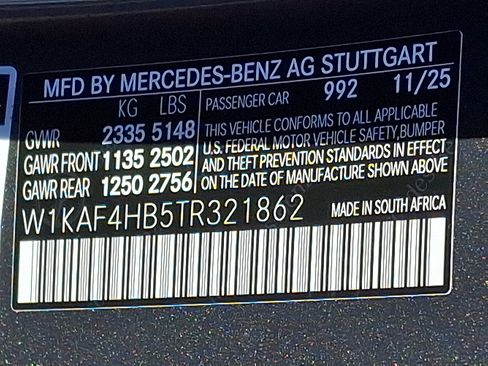 MFD BY MERCEDES-BENZ AG STUTTGART
KG LBS PASSENGER CAR 992 11/25
GVWR 2335 5148
GAWR FRONT 1135 2502
GAWR REAR 1250 2756
THIS VEHICLE CONFORMS TO ALL APPLICABLE
U.S. FEDERAL MOTOR VEHICLE SAFETY,BUMPER
AND THEFT PREVENTION STANDARDS IN EFFECT
ON THE DATE OF MANUFACTURE SHOWN ABOVE
W1KAF4HB5TR321862 MADE IN SOUTH AFRICA